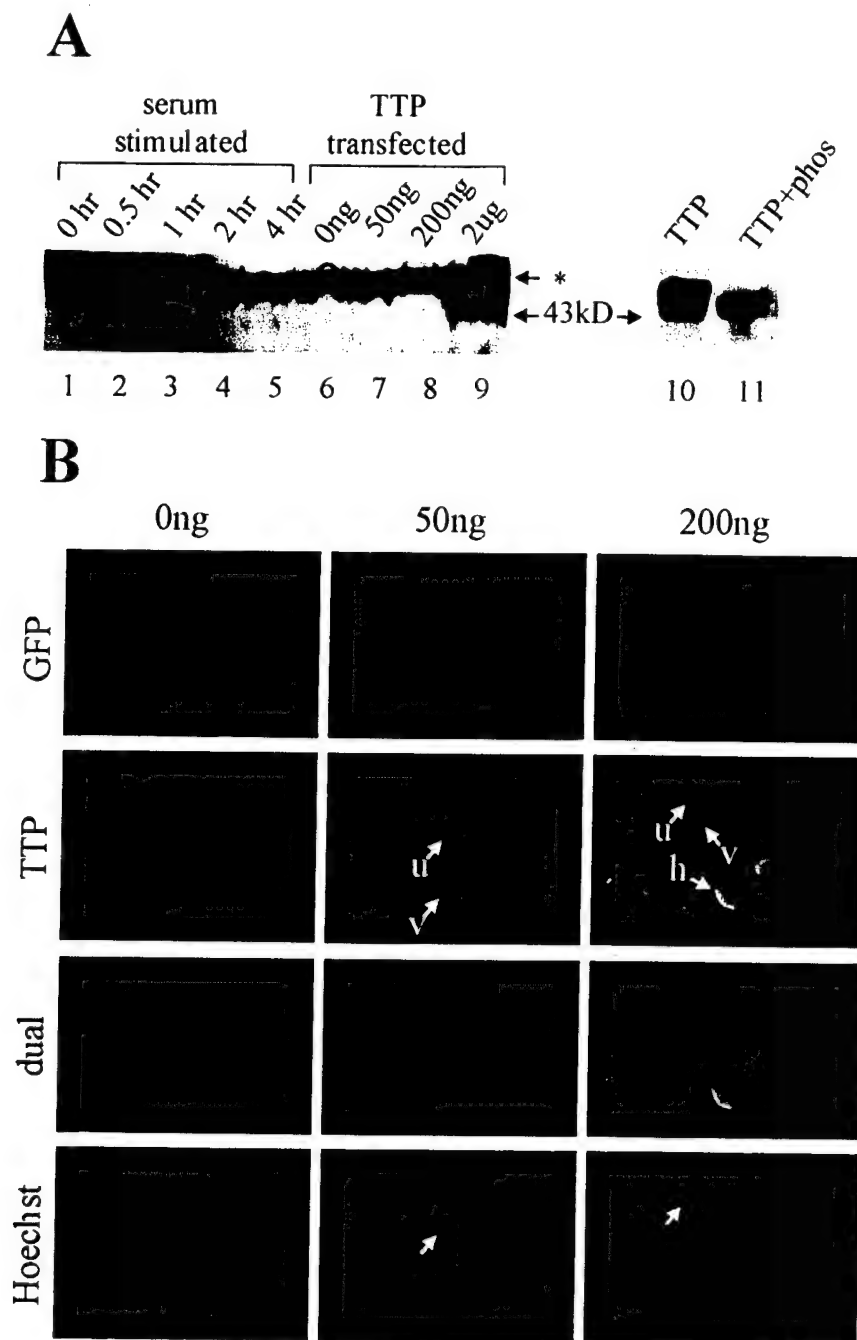 A
serum stimulated
TTP transfected
0 hr 0.5 hr 1 hr 2 hr 4 hr 0ng 50ng 200ng 2ug TTP TTP+phos
*
43kD
1 2 3 4 5 6 7 8 9 10 11
B
0ng 50ng 200ng
GFP
TTP
u
v
u
v
h
dual
Hoechst